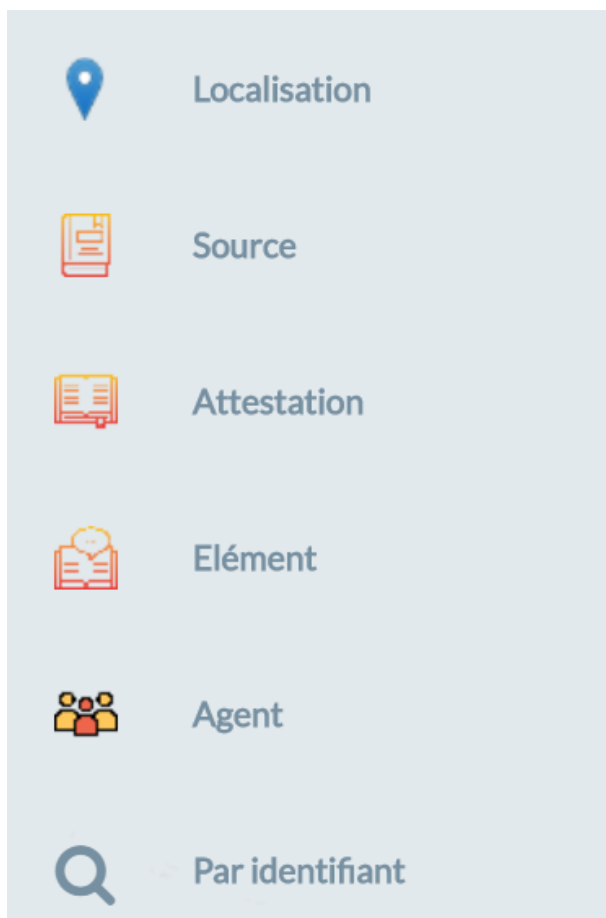 Localisation
Source
Attestation
Elément
Agent
Par identifiant